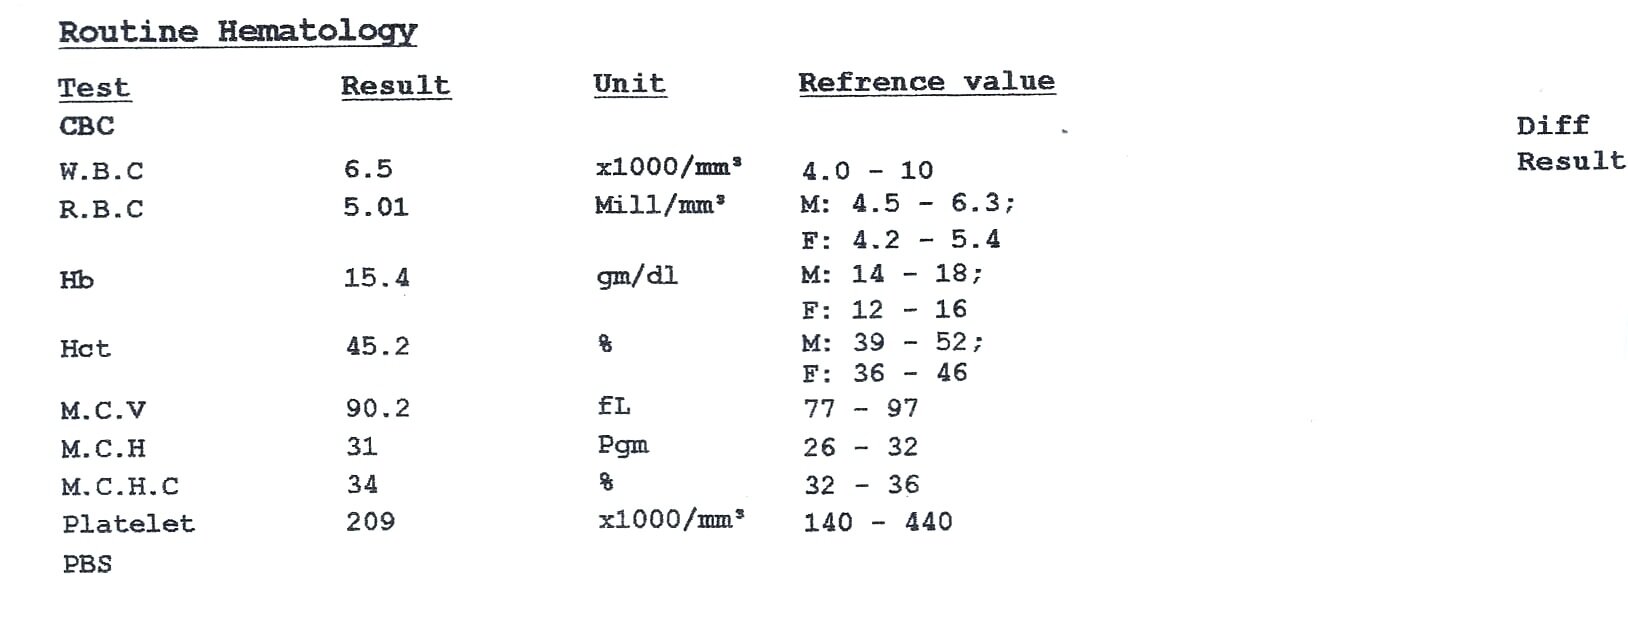 Routine Hematology
Test Result Unit Refrence value
CBC Diff
Result
W.B.C 6.5 x1000/mm³ 4.0 - 10
R.B.C 5.01 Mill/mm³ M: 4.5 - 6.3;
F: 4.2 - 5.4
Hb 15.4 gm/dl M: 14 - 18;
F: 12 - 16
Hct 45.2 % M: 39 - 52;
F: 36 - 46
M.C.V 90.2 fL 77 - 97
M.C.H 31 Pgm 26 - 32
M.C.H.C 34 % 32 - 36
Platelet 209 x1000/mm³ 140 - 440
PBS